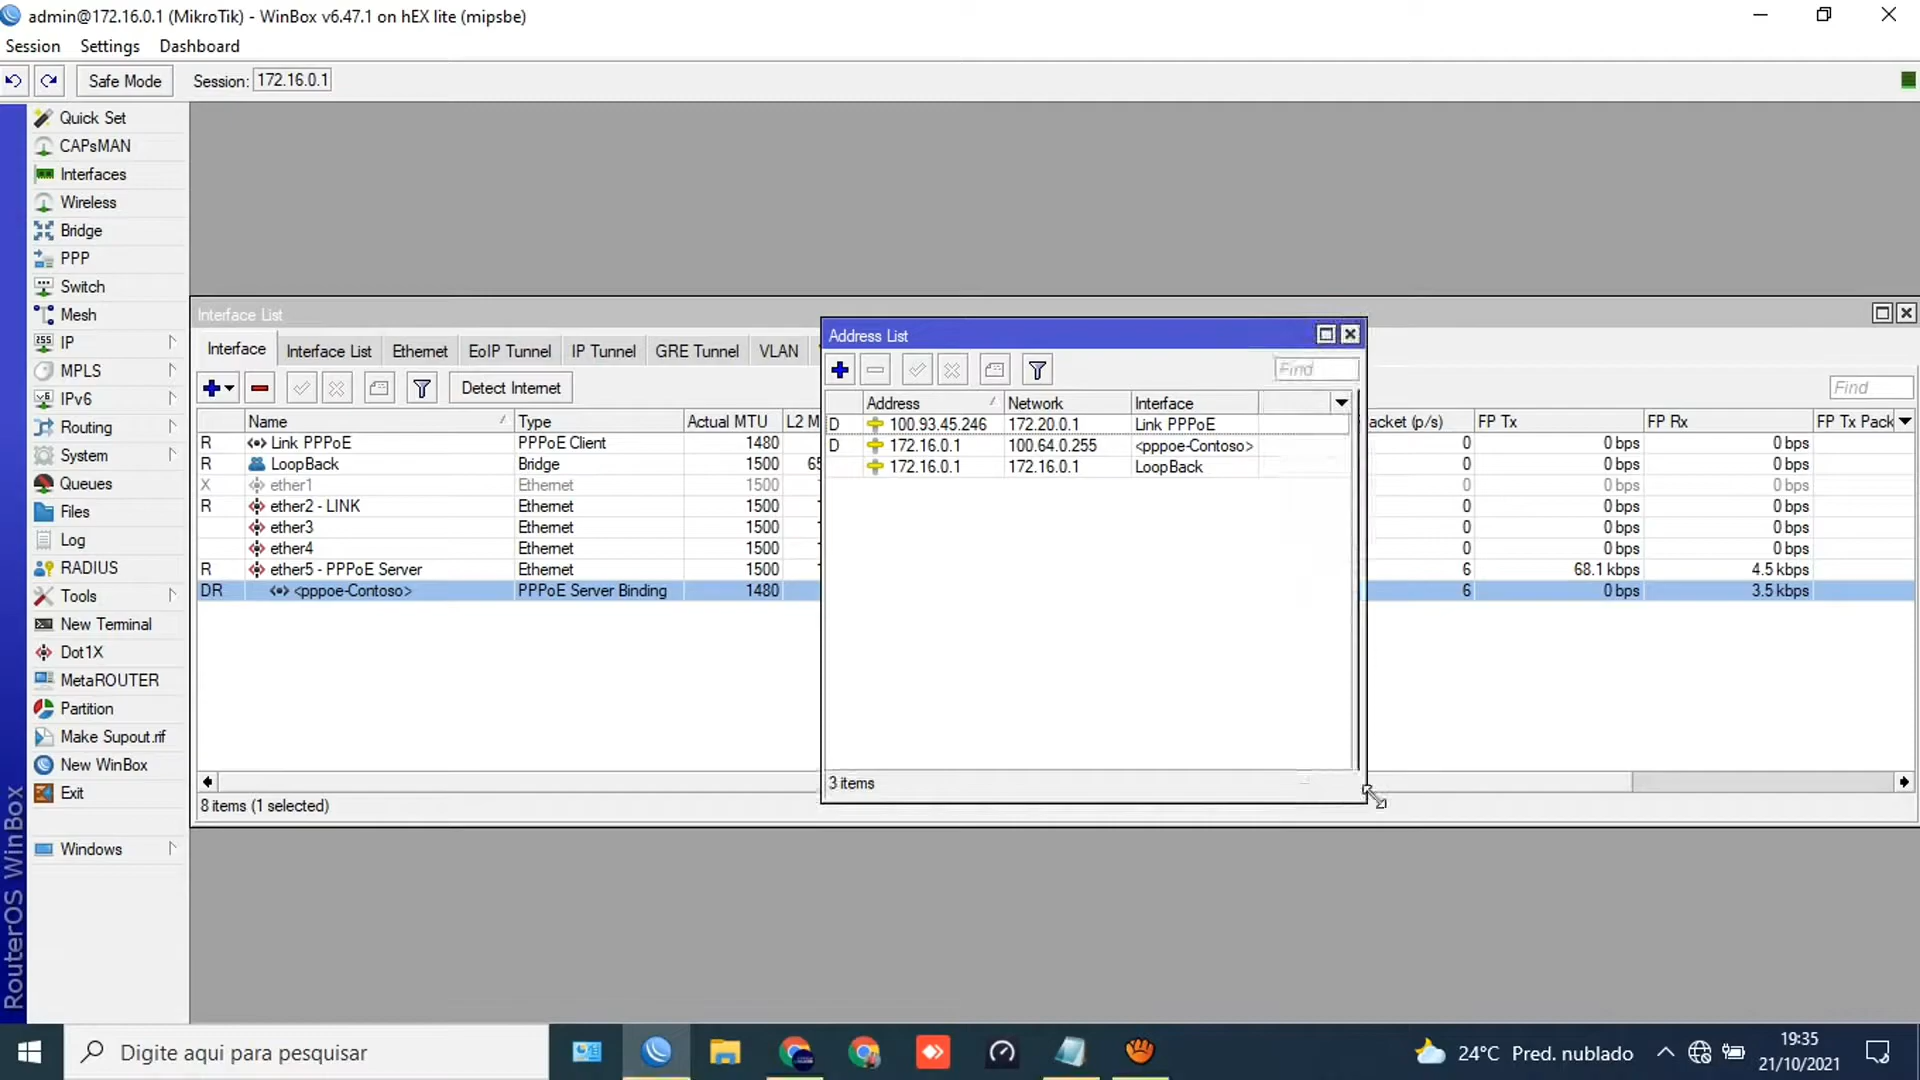 admin@172.16.0.1 (MikroTik) - WinBox v6.47.1 on hEX lite (mipsbe)
Session Settings Dashboard
Safe Mode Session: 172.16.0.1
Quick Set
CAPsMAN
Interfaces
Wireless
Bridge
PPP
Switch
Mesh
IP
MPLS
IPv6
Routing
System
Queues
Files
Log
RADIUS
Tools
New Terminal
Dot1X
MetaROUTER
Partition
Make Supout.rif
New WinBox
Exit
Windows
RouterOS WinBox
Interface List
Interface Interface List Ethernet EoIP Tunnel IP Tunnel GRE Tunnel VLAN
Detect Internet Find
Name Type Actual MTU L2 M acket (p/s) FP Tx FP Rx FP Tx Pack
R Link PPPoE PPPoE Client 1480 0 0 bps 0 bps
R LoopBack Bridge 1500 65 0 0 bps 0 bps
X ether1 Ethernet 1500 0 0 bps 0 bps
R ether2 - LINK Ethernet 1500 0 0 bps 0 bps
ether3 Ethernet 1500 0 0 bps 0 bps
ether4 Ethernet 1500 0 0 bps 0 bps
R ether5 - PPPoE Server Ethernet 1500 6 68.1 kbps 4.5 kbps
DR <pppoe-Contoso> PPPoE Server Binding 1480 6 0 bps 3.5 kbps
8 items (1 selected)
Address List
Find
Address Network Interface
D 100.93.45.246 172.20.0.1 Link PPPoE
D 172.16.0.1 100.64.0.255 <pppoe-Contoso>
172.16.0.1 172.16.0.1 LoopBack
3 items
Digite aqui para pesquisar
24°C Pred. nublado
19:35
21/10/2021